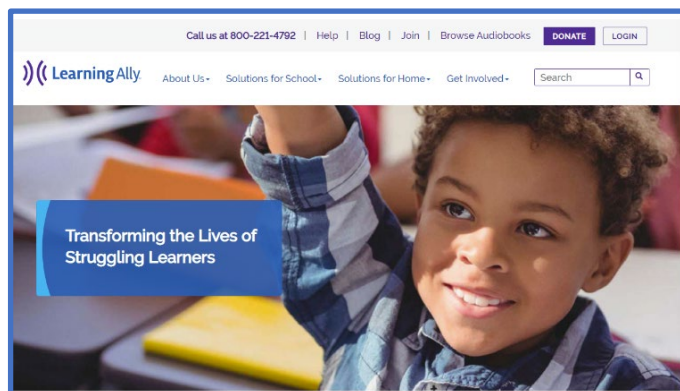 Call us at 800-221-4792 | Help | Blog | Join | Browse Audiobooks DONATE LOGIN
Learning Ally
About Us Solutions for School Solutions for Home Get Involved Search
Transforming the Lives of
Struggling Learners